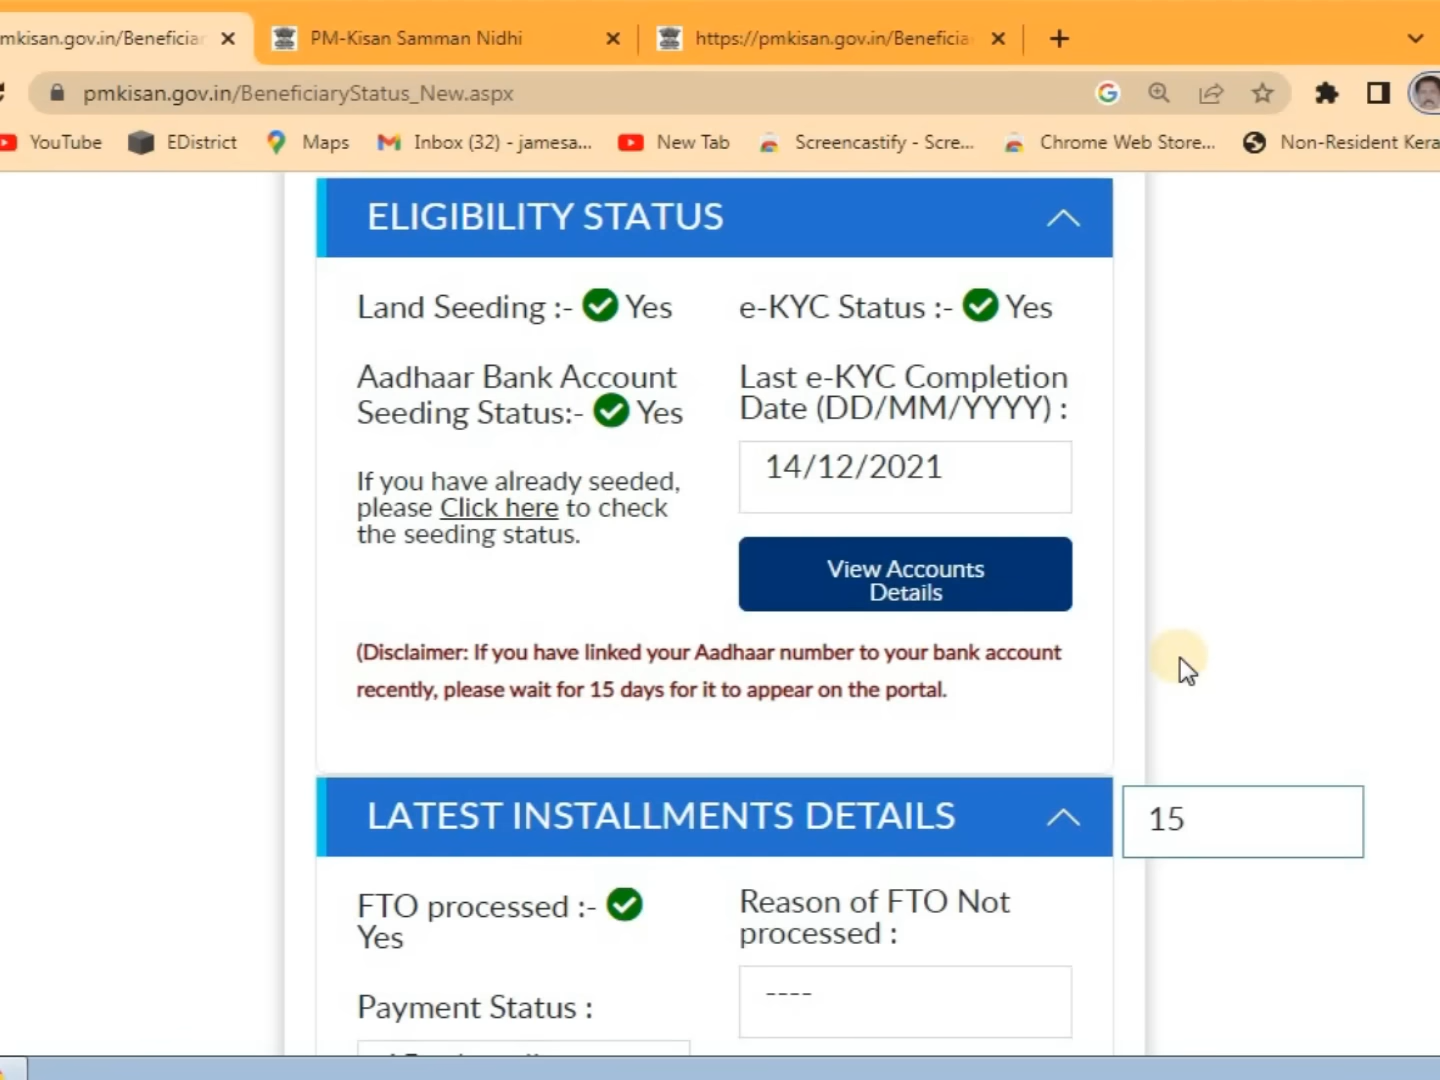 mkisan.gov.in/Beneficiar
PM-Kisan Samman Nidhi
https://pmkisan.gov.in/Beneficia
pmkisan.gov.in/BeneficiaryStatus_New.aspx
YouTube
EDistrict
Maps
Inbox (32) - jamesa...
New Tab
Screencastify - Scre...
Chrome Web Store...
Non-Resident Kera
ELIGIBILITY STATUS
Land Seeding :- Yes
e-KYC Status :- Yes
Aadhaar Bank Account
Seeding Status:- Yes
Last e-KYC Completion
Date (DD/MM/YYYY) :
14/12/2021
If you have already seeded,
please Click here to check
the seeding status.
View Accounts
Details
(Disclaimer: If you have linked your Aadhaar number to your bank account
recently, please wait for 15 days for it to appear on the portal.
LATEST INSTALLMENTS DETAILS
15
FTO processed :-
Yes
Reason of FTO Not
processed :
----
Payment Status :